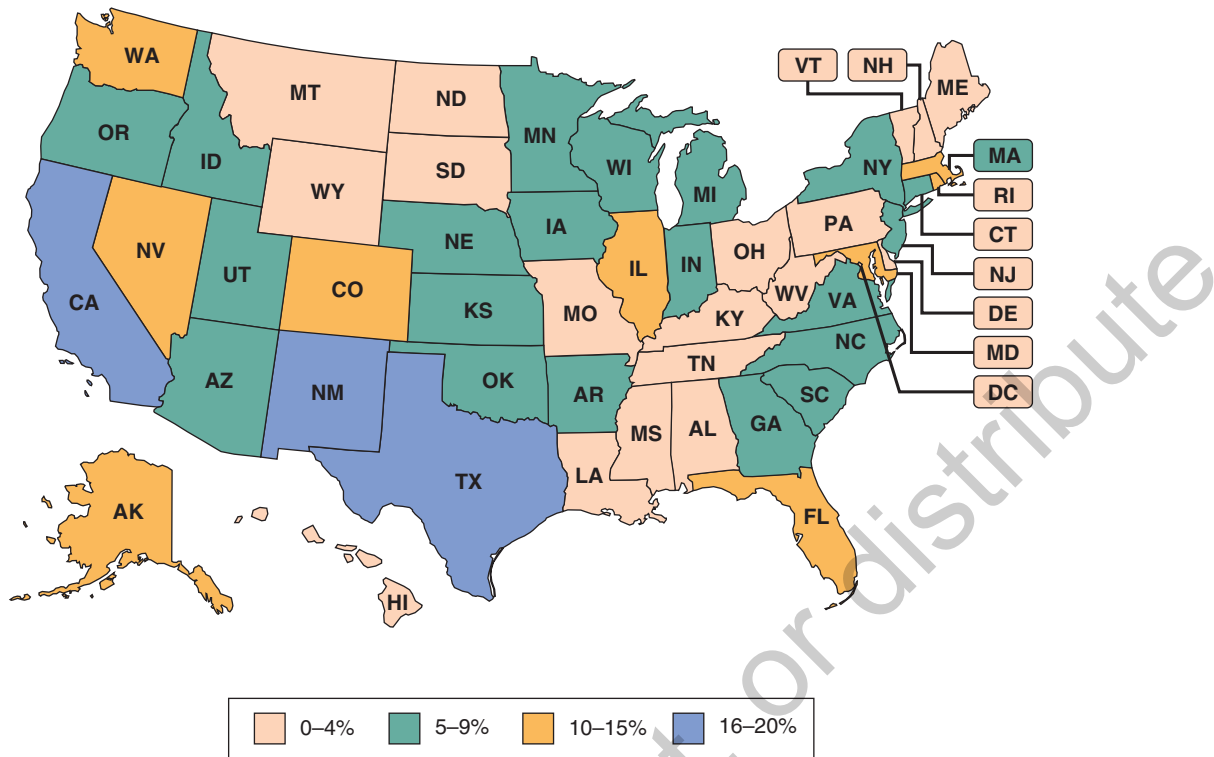 WA
VT NH
ME
MT
ND
OR
MN
MA
ID
SD
WI
NY
RI
WY
MI
CT
PA
NE
IA
NV
OH
UT
IL
IN
NJ
CA
CO
WV
VA
KS
MO
KY
DE
NC
MD
TN
AZ
OK
NM
AR
DC
SC
GA
MS
AL
TX
LA
AK
FL
HI
0–4% 5–9% 10–15% 16–20%
or distribute